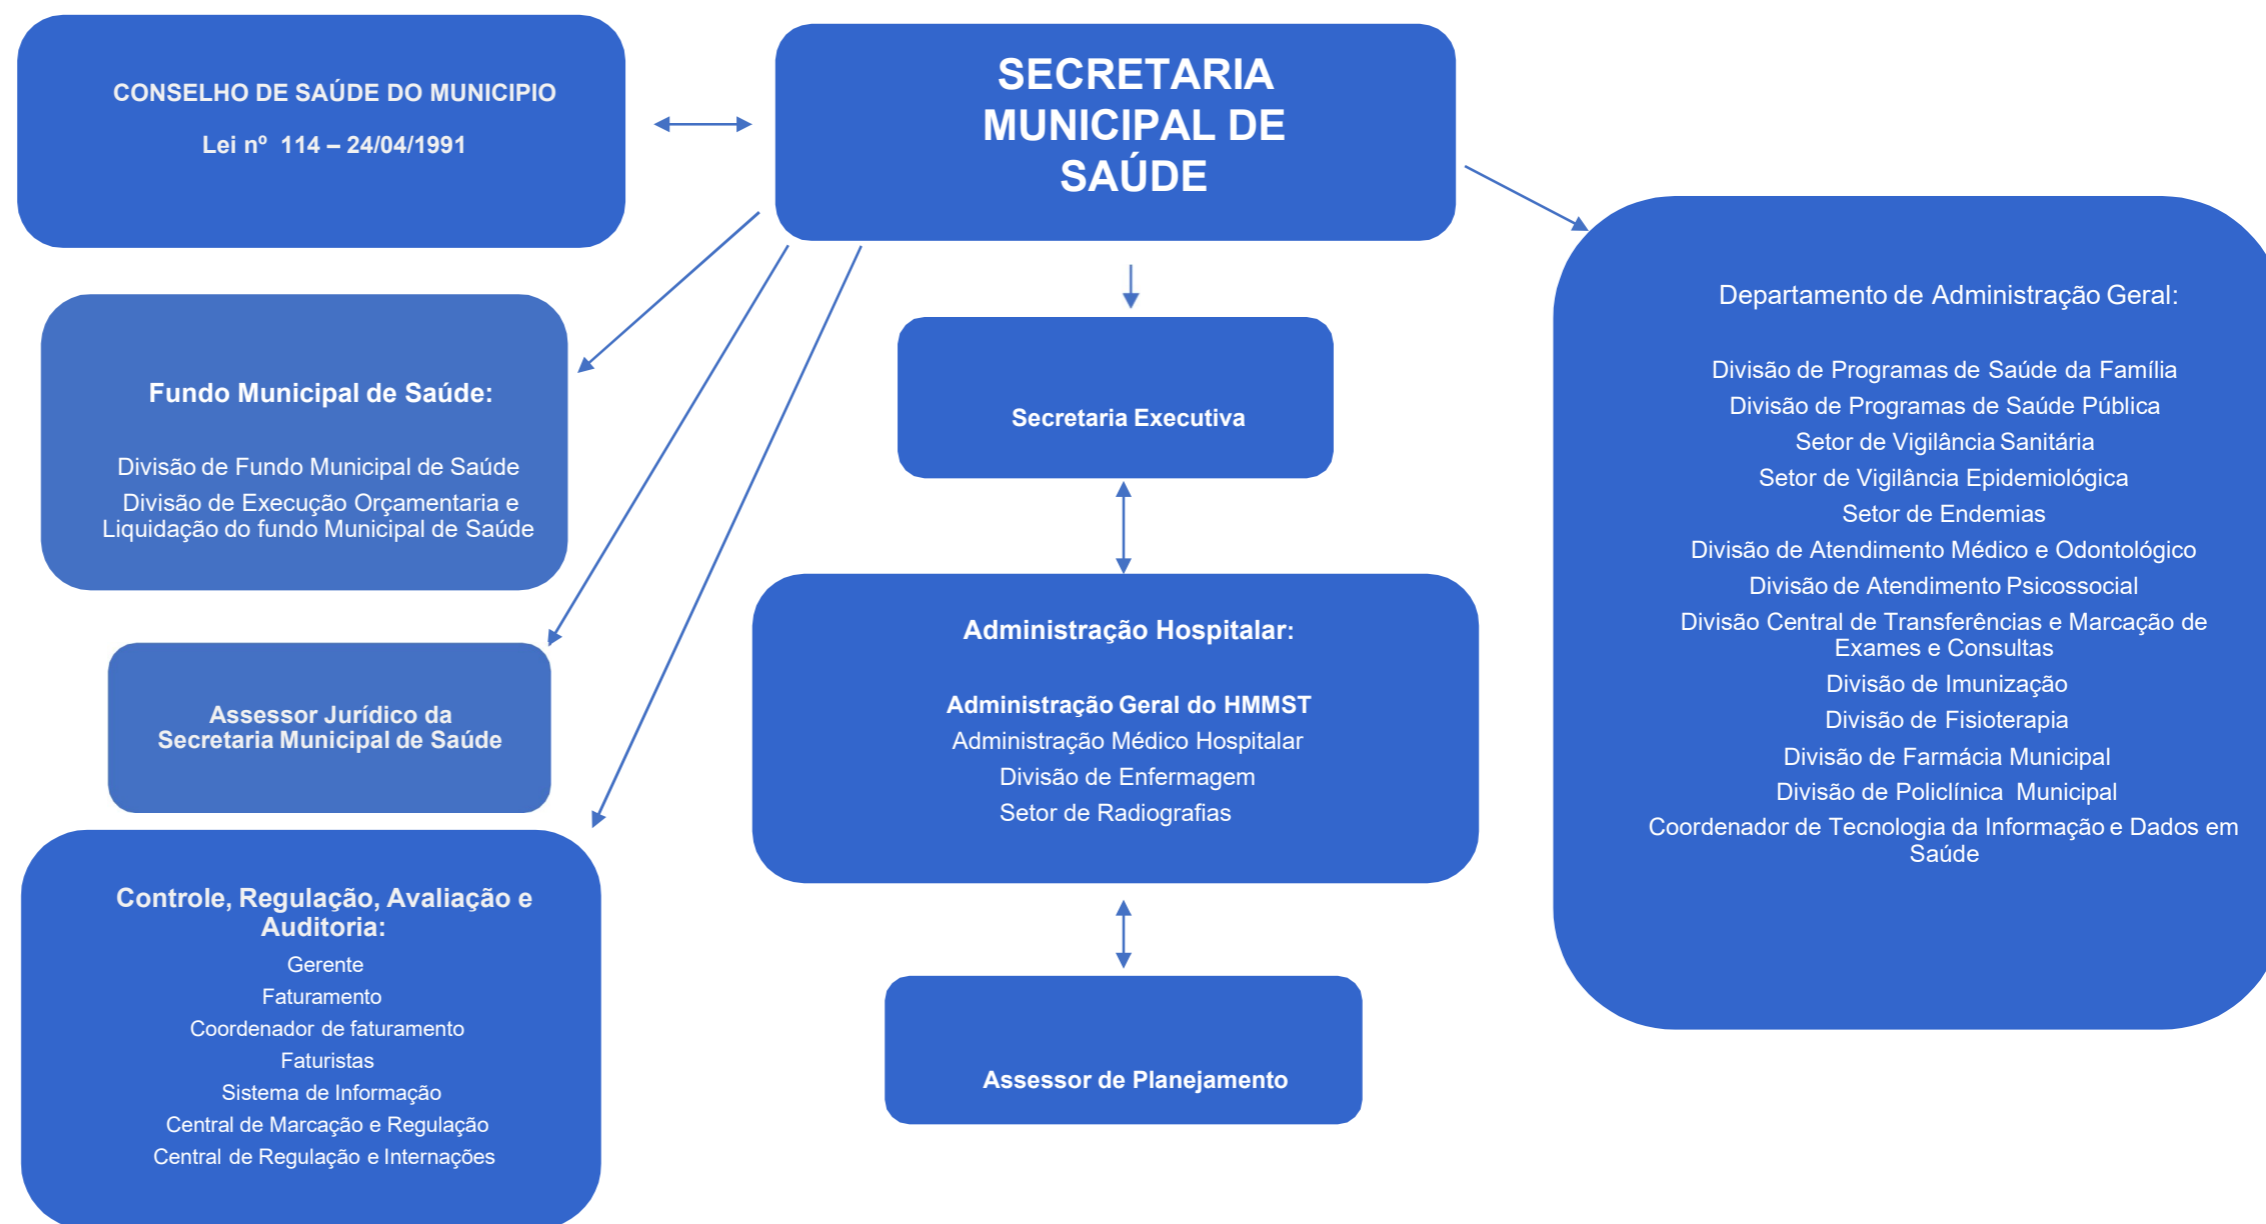 CONSELHO DE SAÚDE DO MUNICIPIO
Lei nº 114 – 24/04/1991
SECRETARIA
MUNICIPAL DE
SAÚDE
Fundo Municipal de Saúde:
Divisão de Fundo Municipal de Saúde
Divisão de Execução Orçamentaria e
Liquidação do fundo Municipal de Saúde
Assessor Jurídico da
Secretaria Municipal de Saúde
Controle, Regulação, Avaliação e
Auditoria:
Gerente
Faturamento
Coordenador de faturamento
Faturistas
Sistema de Informação
Central de Marcação e Regulação
Central de Regulação e Internações
Secretaria Executiva
Administração Hospitalar:
Administração Geral do HMMST
Administração Médico Hospitalar
Divisão de Enfermagem
Setor de Radiografias
Assessor de Planejamento
Departamento de Administração Geral:
Divisão de Programas de Saúde da Família
Divisão de Programas de Saúde Pública
Setor de Vigilância Sanitária
Setor de Vigilância Epidemiológica
Setor de Endemias
Divisão de Atendimento Médico e Odontológico
Divisão de Atendimento Psicossocial
Divisão Central de Transferências e Marcação de
Exames e Consultas
Divisão de Imunização
Divisão de Fisioterapia
Divisão de Farmácia Municipal
Divisão de Policlínica Municipal
Coordenador de Tecnologia da Informação e Dados em
Saúde